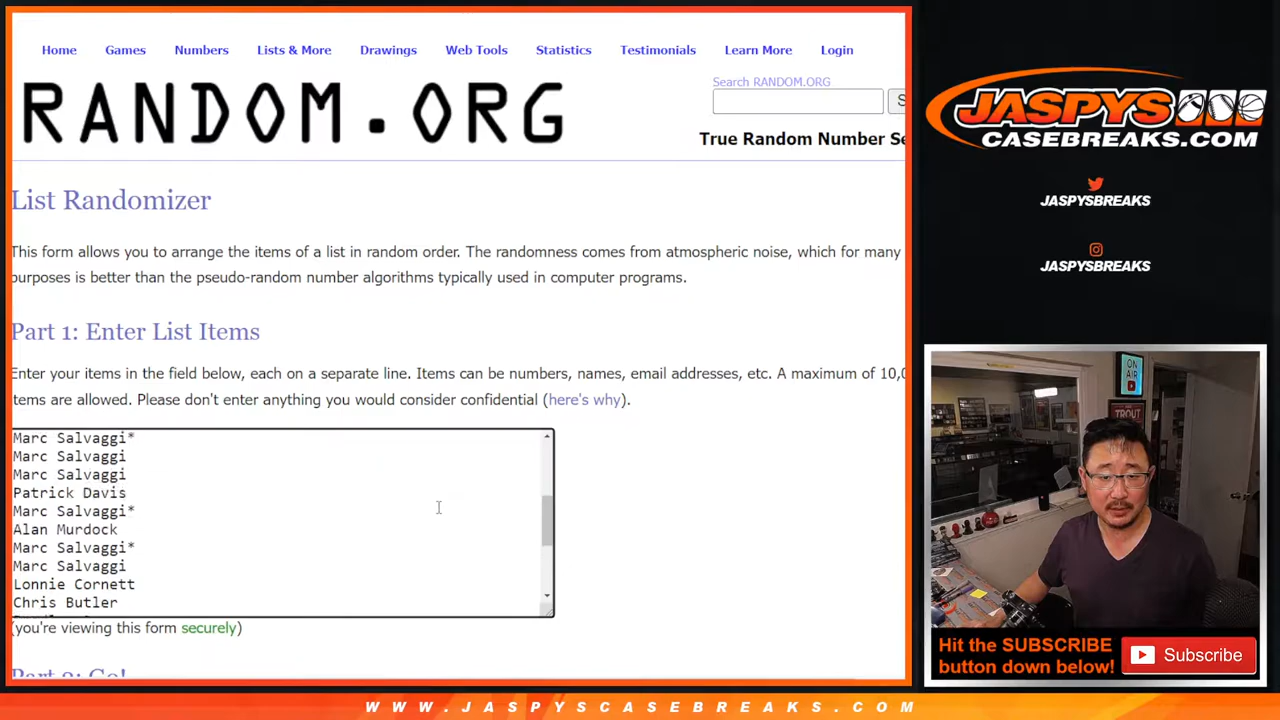 Home Games Numbers Lists & More Drawings Web Tools Statistics Testimonials Learn More Login
RANDOM.ORG
Search RANDOM.ORG
S
True Random Number Se
List Randomizer
This form allows you to arrange the items of a list in random order. The randomness comes from atmospheric noise, which for many
purposes is better than the pseudo-random number algorithms typically used in computer programs.
Part 1: Enter List Items
Enter your items in the field below, each on a separate line. Items can be numbers, names, email addresses, etc. A maximum of 10,0
tems are allowed. Please don't enter anything you would consider confidential (here's why).
Marc Salvaggi*
Marc Salvaggi
Marc Salvaggi
Patrick Davis
Marc Salvaggi*
Alan Murdock
Marc Salvaggi*
Marc Salvaggi
Lonnie Cornett
Chris Butler
(you're viewing this form securely)
Part 2: Go!
JASPYS
CASEBREAKS.COM
JASPYSBREAKS
JASPYSBREAKS
ON
AIR
TROUT
Hit the SUBSCRIBE
button down below!
Subscribe
WWW.JASPYSCASEBREAKS.COM